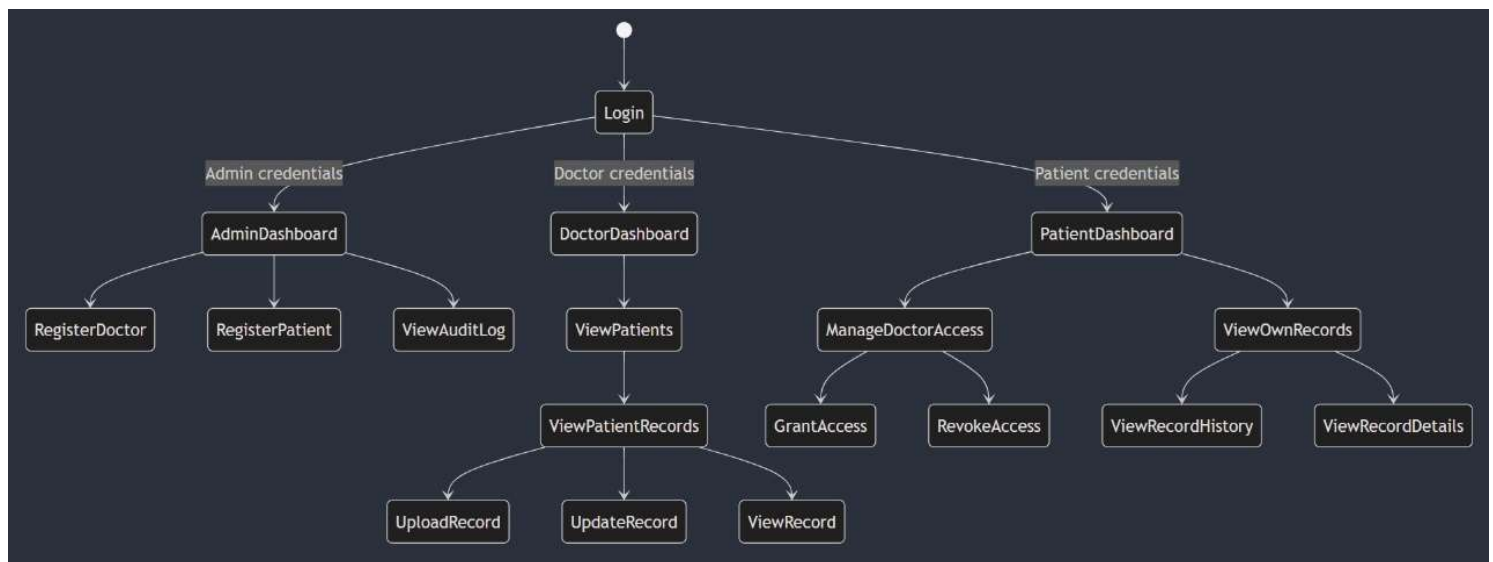 Login
Admin credentials
Doctor credentials
Patient credentials
AdminDashboard
DoctorDashboard
PatientDashboard
RegisterDoctor
RegisterPatient
ViewAuditLog
ViewPatients
ManageDoctorAccess
ViewOwnRecords
ViewPatientRecords
GrantAccess
RevokeAccess
ViewRecordHistory
ViewRecordDetails
UploadRecord
UpdateRecord
ViewRecord